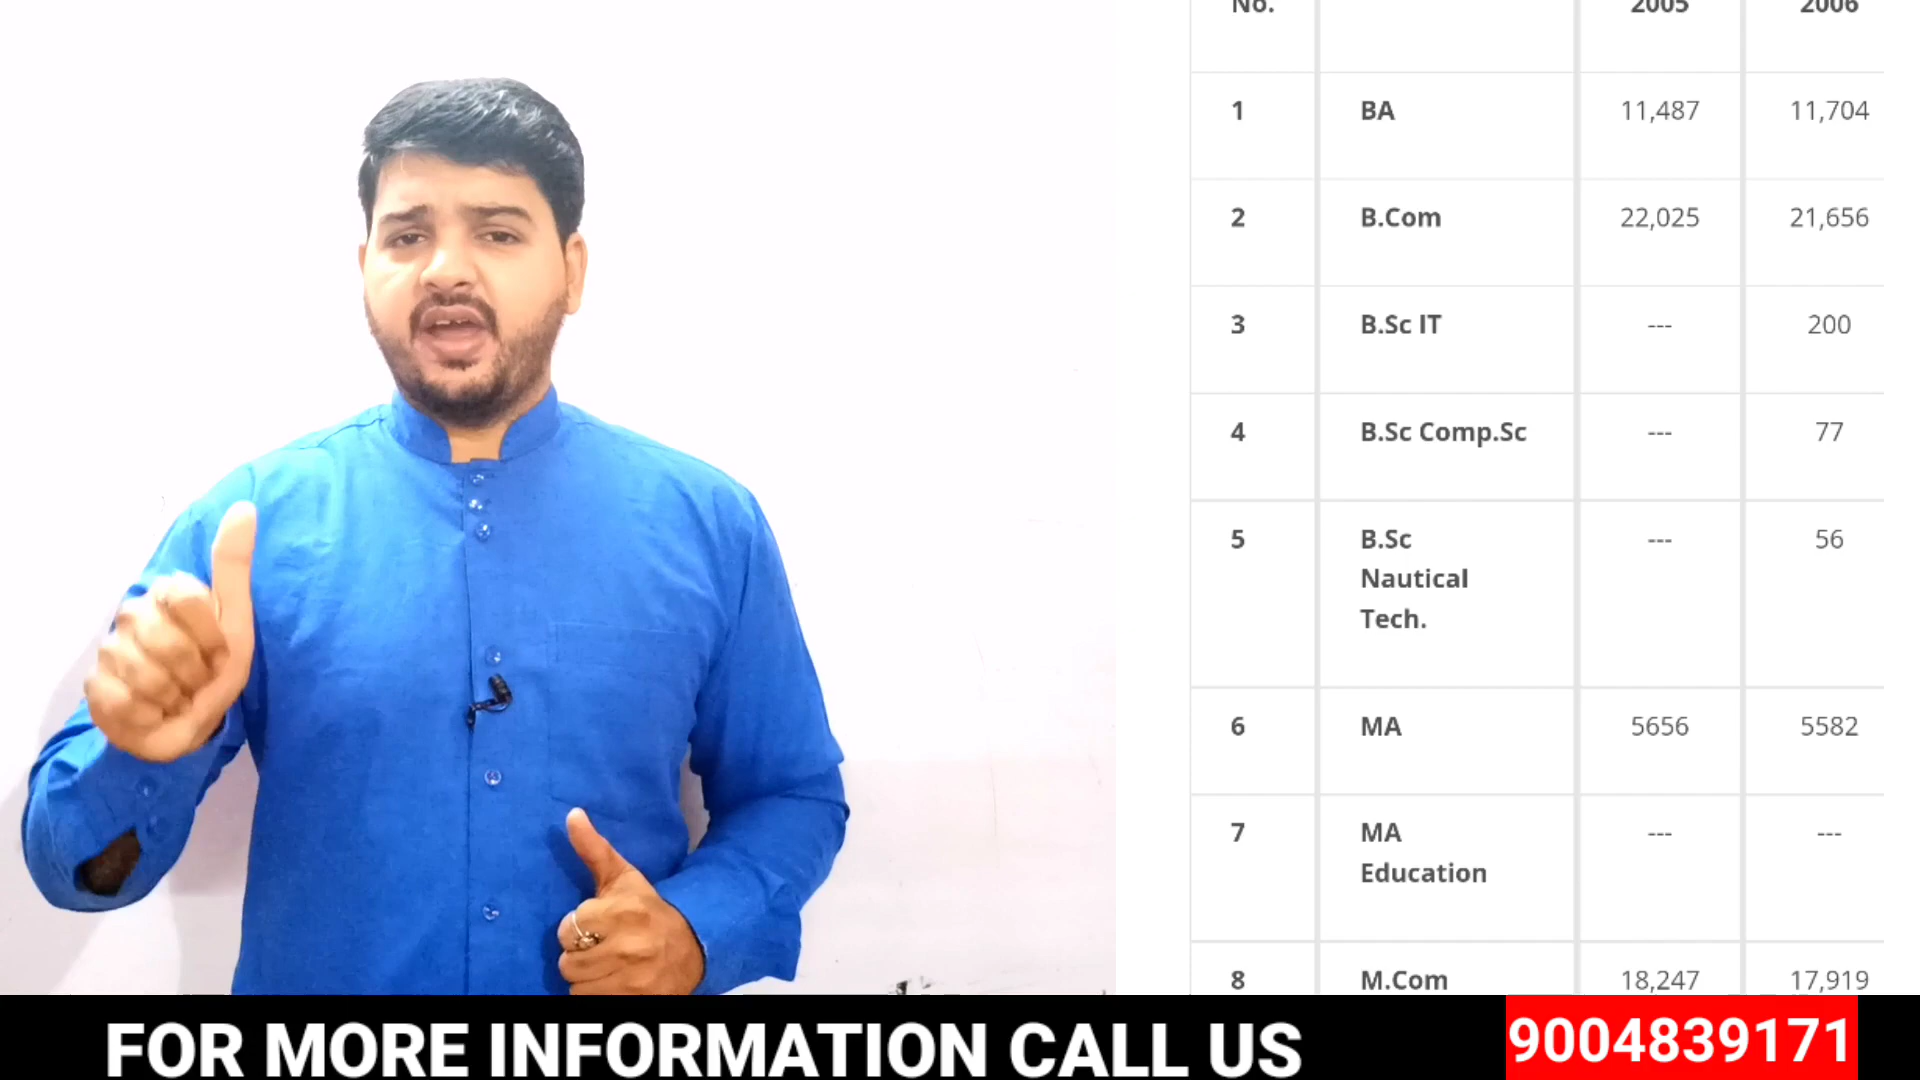 No. 2005 2006
1 BA 11,487 11,704
2 B.Com 22,025 21,656
3 B.Sc IT --- 200
4 B.Sc Comp.Sc --- 77
5 B.Sc --- 56
Nautical
Tech.
6 MA 5656 5582
7 MA --- ---
Education
8 M.Com 18,247 17,919
FOR MORE INFORMATION CALL US 9004839171